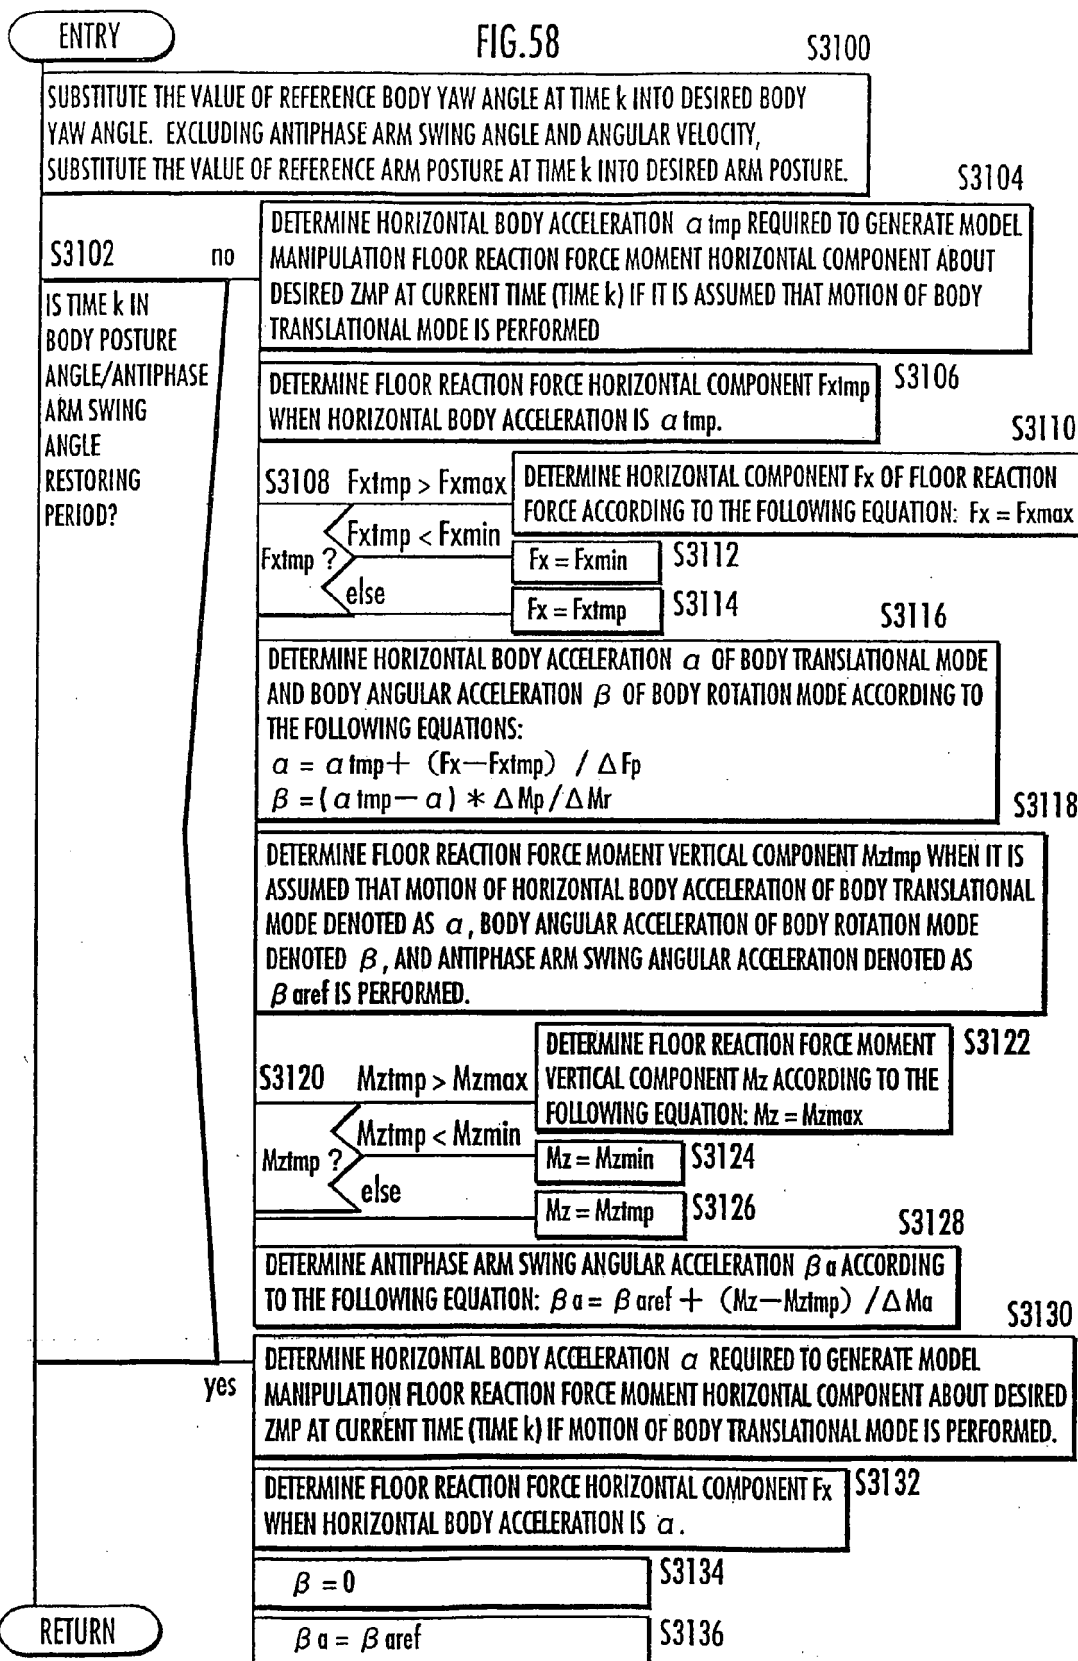 ENTRY
FIG.58
S3100
SUBSTITUTE THE VALUE OF REFERENCE BODY YAW ANGLE AT TIME k INTO DESIRED BODY
YAW ANGLE. EXCLUDING ANTIPHASE ARM SWING ANGLE AND ANGULAR VELOCITY,
SUBSTITUTE THE VALUE OF REFERENCE ARM POSTURE AT TIME k INTO DESIRED ARM POSTURE.
S3102
no
IS TIME k IN
BODY POSTURE
ANGLE/ANTIPHASE
ARM SWING
ANGLE
RESTORING
PERIOD?
S3104
DETERMINE HORIZONTAL BODY ACCELERATION α tmp REQUIRED TO GENERATE MODEL
MANIPULATION FLOOR REACTION FORCE MOMENT HORIZONTAL COMPONENT ABOUT
DESIRED ZMP AT CURRENT TIME (TIME k) IF IT IS ASSUMED THAT MOTION OF BODY
TRANSLATIONAL MODE IS PERFORMED
S3106
DETERMINE FLOOR REACTION FORCE HORIZONTAL COMPONENT Fxtmp
WHEN HORIZONTAL BODY ACCELERATION IS α tmp.
S3108
Fxtmp ?
Fxtmp > Fxmax
S3110
DETERMINE HORIZONTAL COMPONENT Fx OF FLOOR REACTION
FORCE ACCORDING TO THE FOLLOWING EQUATION: Fx = Fxmax
Fxtmp < Fxmin
Fx = Fxmin
S3112
else
Fx = Fxtmp
S3114
S3116
DETERMINE HORIZONTAL BODY ACCELERATION α OF BODY TRANSLATIONAL MODE
AND BODY ANGULAR ACCELERATION β OF BODY ROTATION MODE ACCORDING TO
THE FOLLOWING EQUATIONS:
α = α tmp+ (Fx−Fxtmp) / ΔFp
β = (α tmp− α) * ΔMp/ΔMr
S3118
DETERMINE FLOOR REACTION FORCE MOMENT VERTICAL COMPONENT Mztmp WHEN IT IS
ASSUMED THAT MOTION OF HORIZONTAL BODY ACCELERATION OF BODY TRANSLATIONAL
MODE DENOTED AS α, BODY ANGULAR ACCELERATION OF BODY ROTATION MODE
DENOTED β, AND ANTIPHASE ARM SWING ANGULAR ACCELERATION DENOTED AS
β aref IS PERFORMED.
S3120
Mztmp ?
Mztmp > Mzmax
DETERMINE FLOOR REACTION FORCE MOMENT
VERTICAL COMPONENT Mz ACCORDING TO THE
FOLLOWING EQUATION: Mz = Mzmax
S3122
Mztmp < Mzmin
Mz = Mzmin
S3124
else
Mz = Mztmp
S3126
S3128
DETERMINE ANTIPHASE ARM SWING ANGULAR ACCELERATION β a ACCORDING
TO THE FOLLOWING EQUATION: β a = β aref + (Mz−Mztmp) / ΔMa
yes
S3130
DETERMINE HORIZONTAL BODY ACCELERATION α REQUIRED TO GENERATE MODEL
MANIPULATION FLOOR REACTION FORCE MOMENT HORIZONTAL COMPONENT ABOUT DESIRED
ZMP AT CURRENT TIME (TIME k) IF MOTION OF BODY TRANSLATIONAL MODE IS PERFORMED.
S3132
DETERMINE FLOOR REACTION FORCE HORIZONTAL COMPONENT Fx
WHEN HORIZONTAL BODY ACCELERATION IS α.
β = 0
S3134
β a = β aref
S3136
RETURN